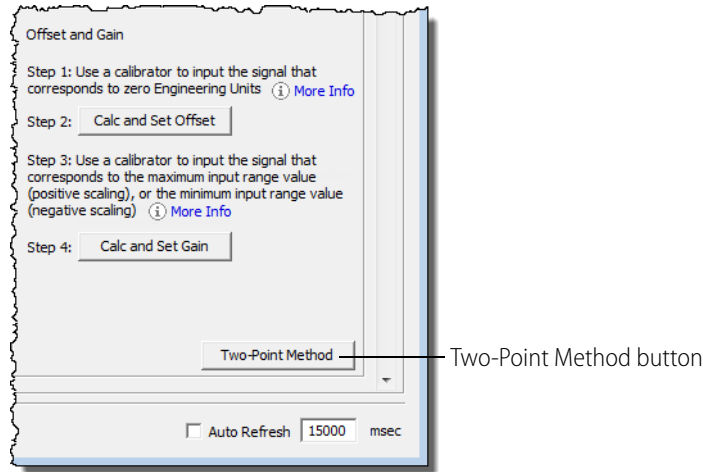 Offset and Gain
Step 1: Use a calibrator to input the signal that
corresponds to zero Engineering Units i More Info
Step 2: Calc and Set Offset
Step 3: Use a calibrator to input the signal that
corresponds to the maximum input range value
(positive scaling), or the minimum input range value
(negative scaling) i More Info
Step 4: Calc and Set Gain
Two-Point Method
Two-Point Method button
Auto Refresh 15000 msec